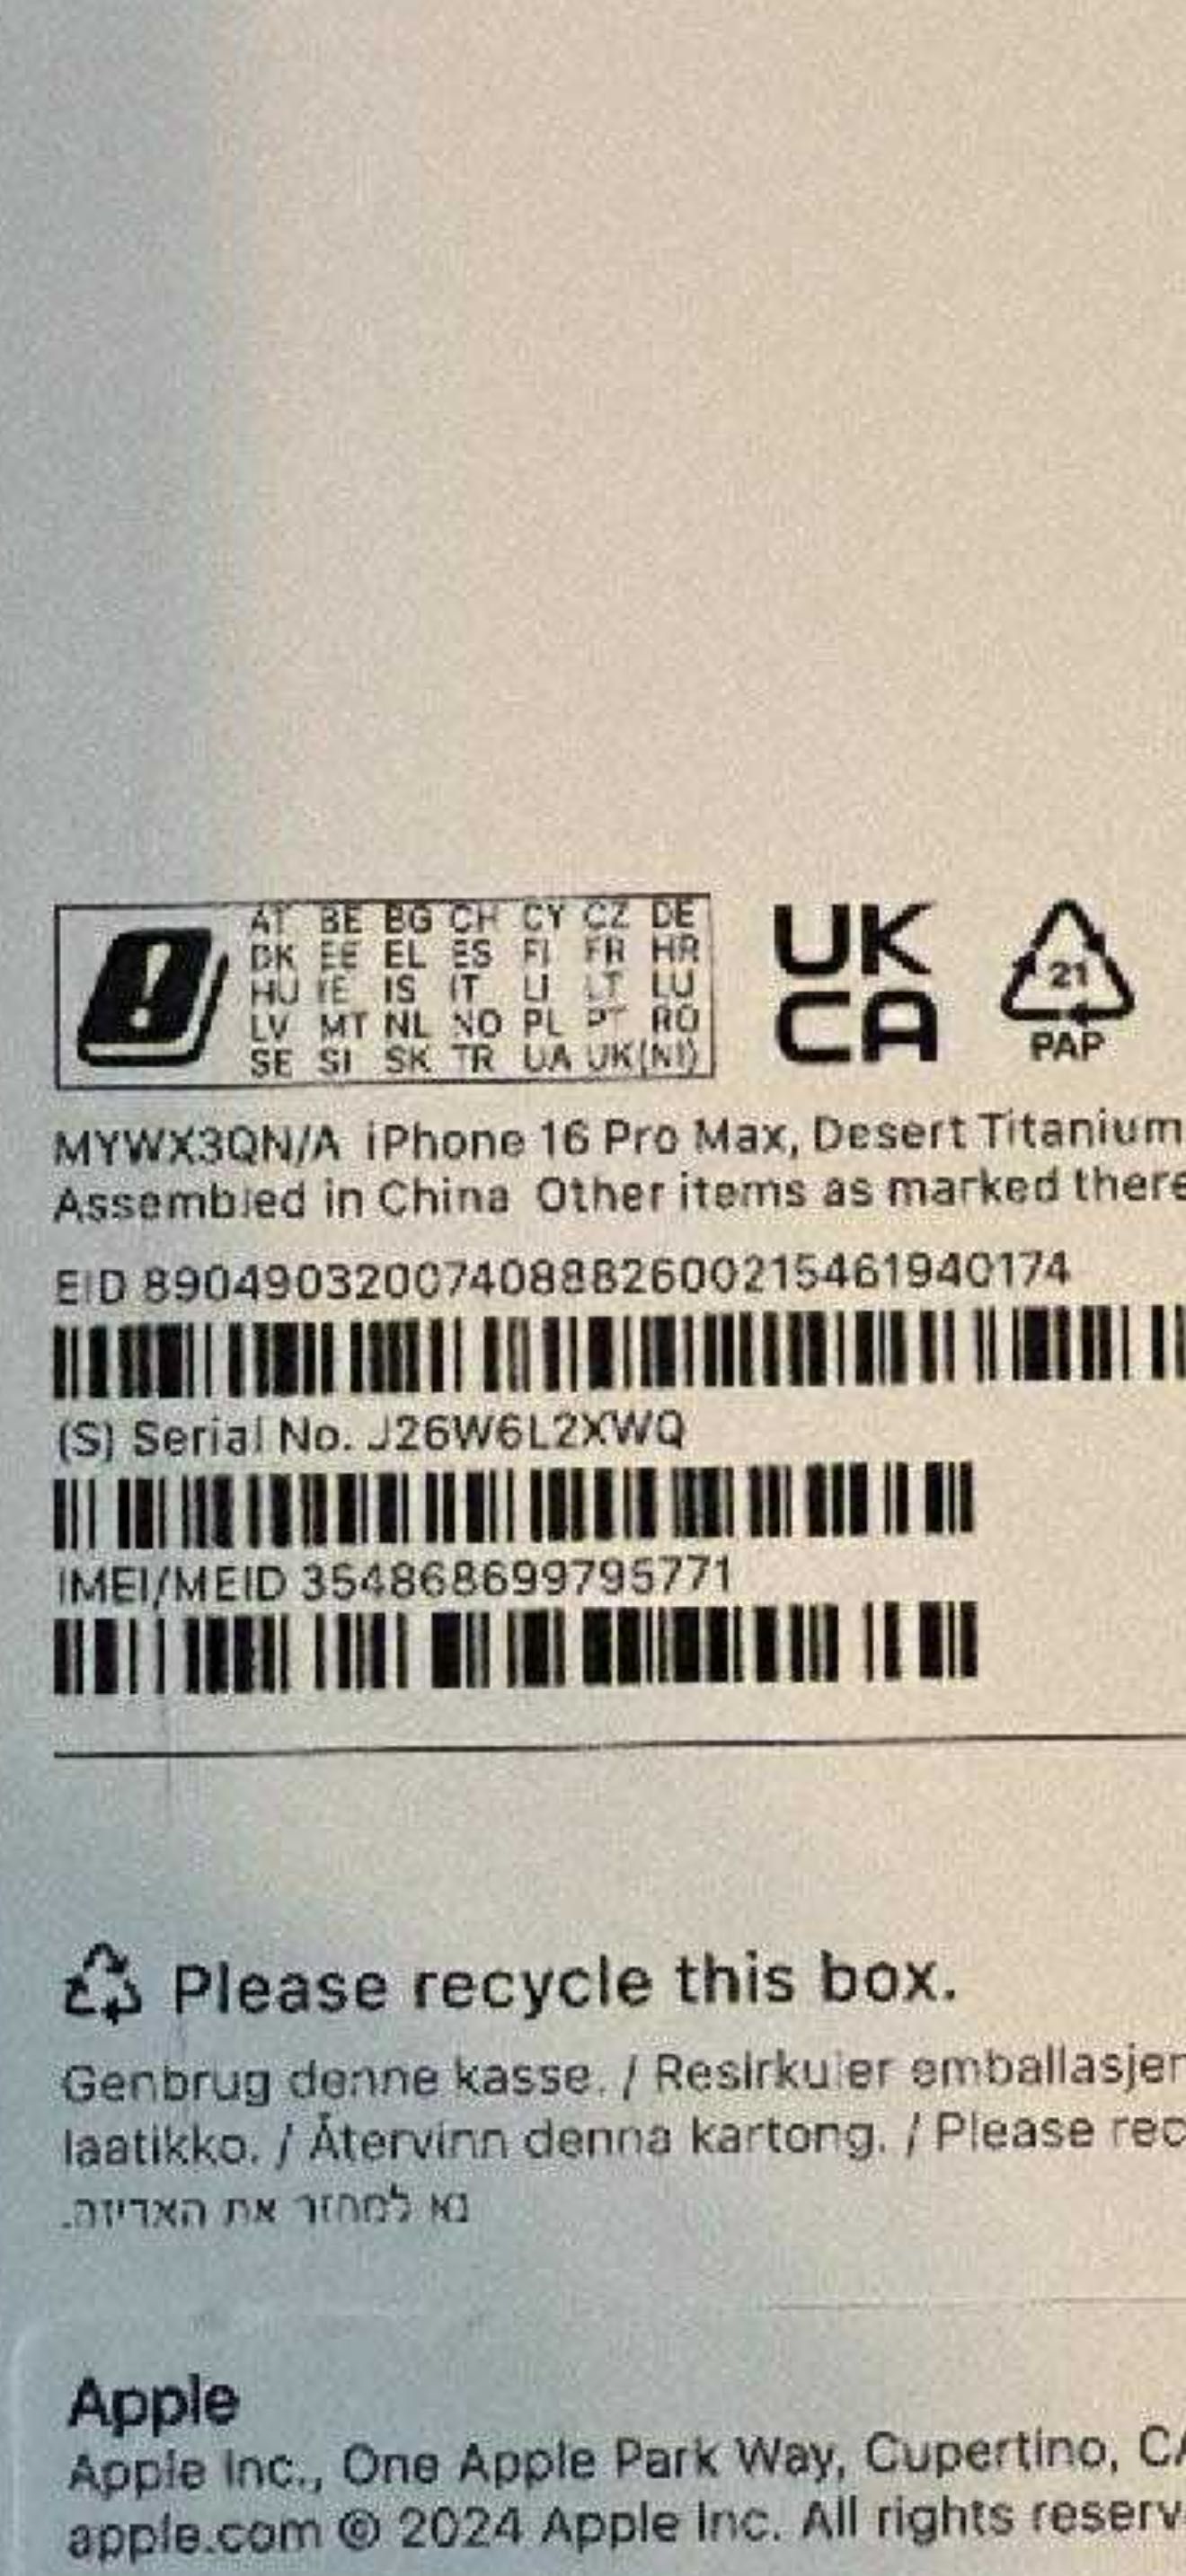 AT BE BG CH CY CZ DE
DK EE EL ES FI FR HR
HU IE IS IT LI LT LU
LV MT NL NO PL PT RO
SE SI SK TR UA UK(NI)
UK
CA
21
PAP
MYWX3QN/A iPhone 16 Pro Max, Desert Titanium
Assembled in China Other items as marked there
EID 89049032007408882600215461940174
(S) Serial No. J26W6L2XWQ
IMEI/MEID 354868699795771
Please recycle this box.
Genbrug denne kasse. / Resirkuler emballasjen
laatikko. / Återvinn denna kartong. / Please rec
נא למחזר את האריזה.
Apple
Apple Inc., One Apple Park Way, Cupertino, CA
apple.com © 2024 Apple Inc. All rights reserv